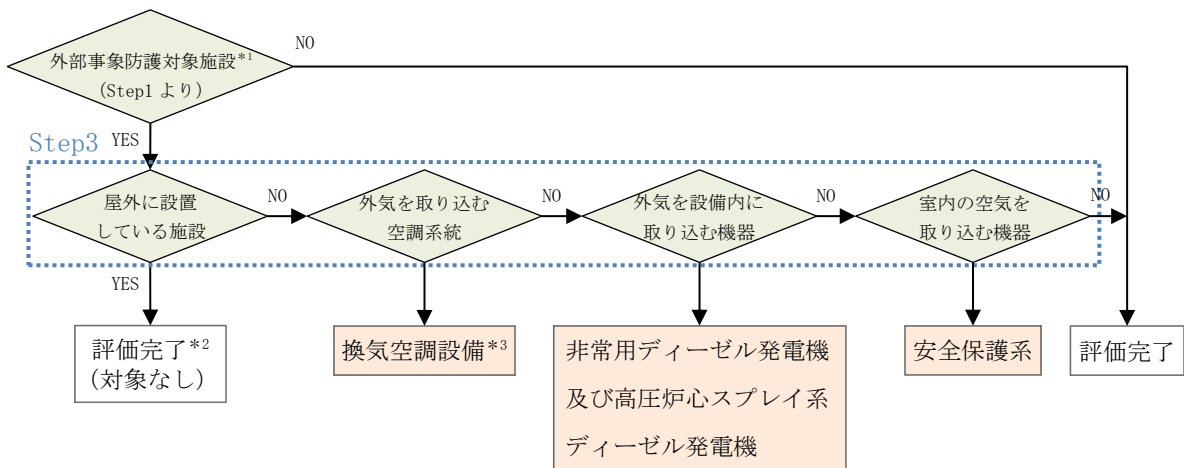 NO
外部事象防護対象施設*1
(Step1 より)
Step3 YES
屋外に設置
している施設
NO
外気を取り込む
空調系統
NO
外気を設備内に
取り込む機器
NO
室内の空気を
取り込む機器
NO
YES
評価完了*2
(対象なし)
換気空調設備*3
非常用ディーゼル発電機
及び高圧炉心スプレイ系
ディーゼル発電機
安全保護系
評価完了